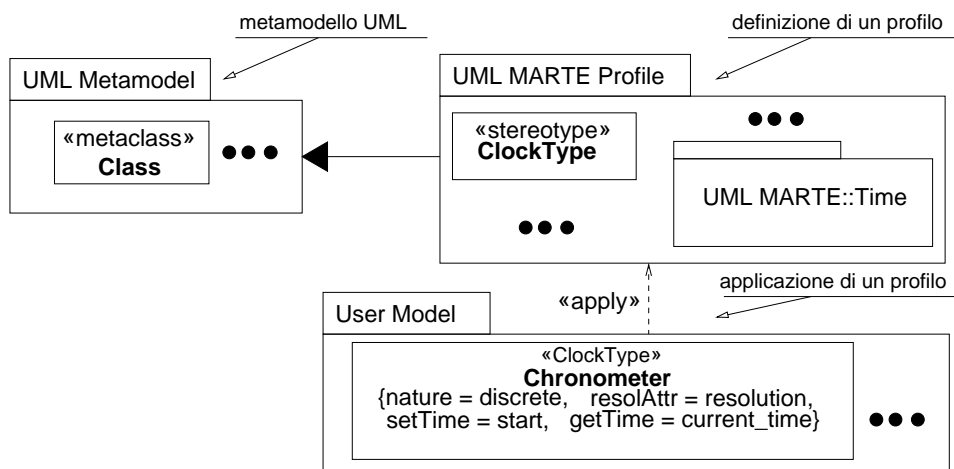 metamodello UML
definizione di un profilo
UML Metamodel
UML MARTE Profile
«metaclass»
Class
«stereotype»
ClockType
UML MARTE::Time
applicazione di un profilo
«apply»
User Model
«ClockType»
Chronometer
{nature = discrete, resolAttr = resolution,
setTime = start, getTime = current_time}